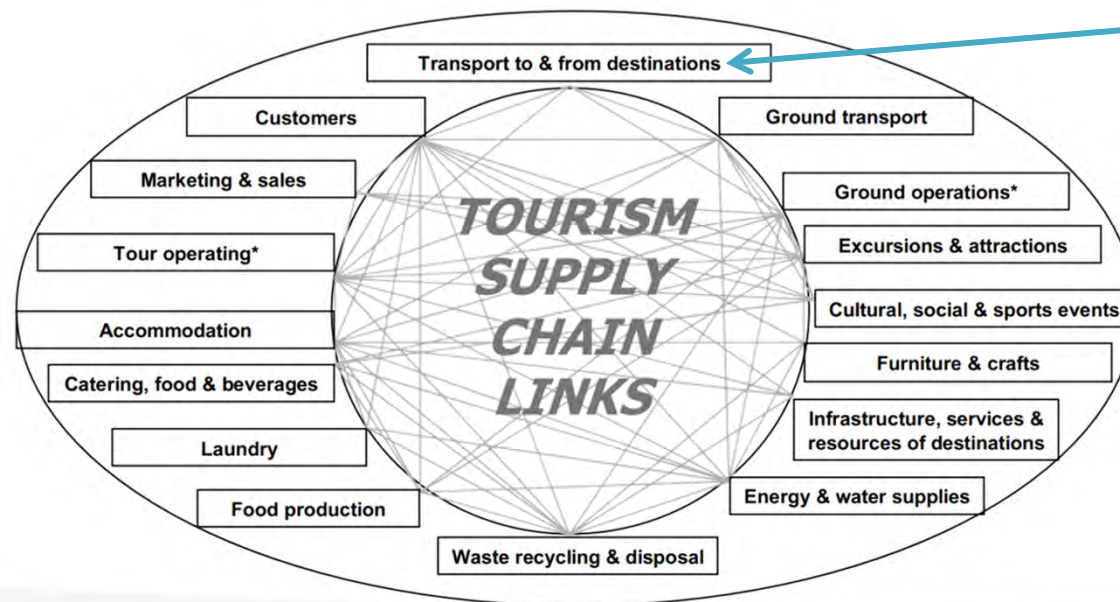 Transport to & from destinations
Customers
Ground transport
Marketing & sales
Ground operations*
Tour operating*
Excursions & attractions
Cultural, social & sports events
Accommodation
Furniture & crafts
Catering, food & beverages
Infrastructure, services &
resources of destinations
Laundry
Energy & water supplies
Food production
Waste recycling & disposal
TOURISM
SUPPLY
CHAIN
LINKS